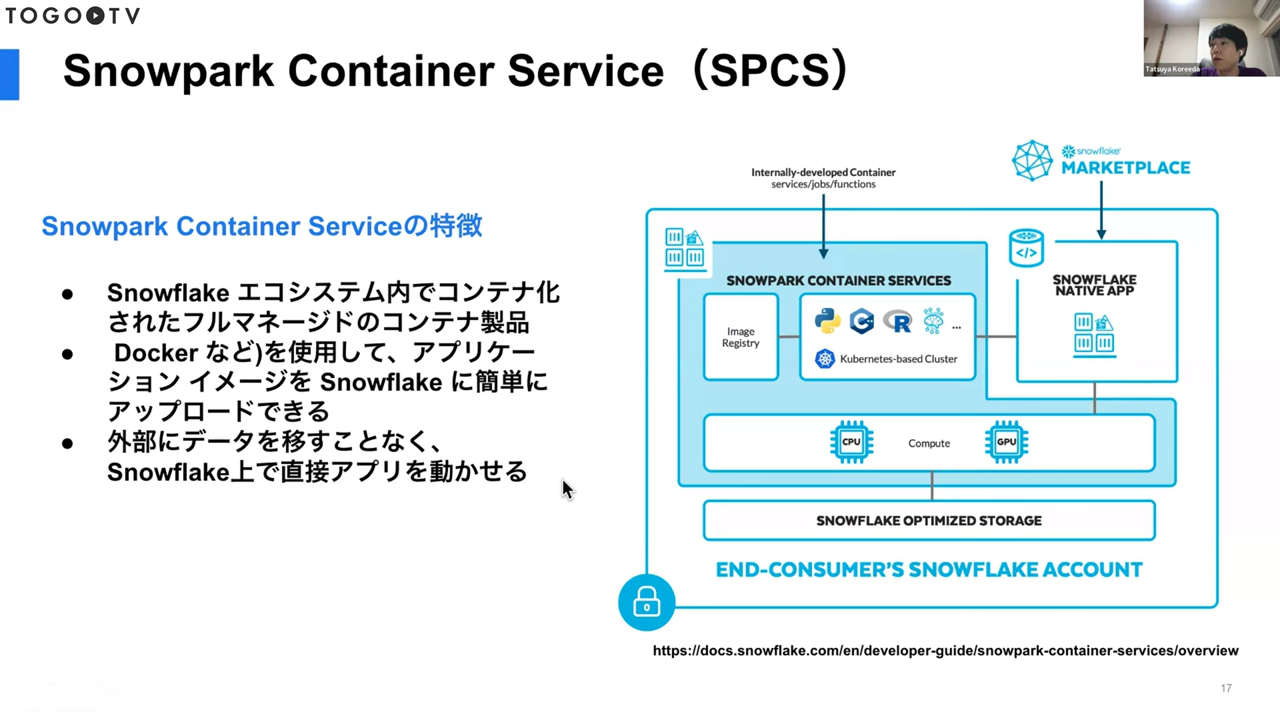 TOGOTV
Snowpark Container Service（SPCS）
Tatsuya Koreeda
Snowpark Container Serviceの特徴
● Snowflake エコシステム内でコンテナ化
されたフルマネージドのコンテナ製品
● Docker など)を使用して、アプリケー
ション イメージを Snowflake に簡単に
アップロードできる
● 外部にデータを移すことなく、
Snowflake上で直接アプリを動かせる
Internally-developed Container
services/jobs/functions
snowflake
MARKETPLACE
SNOWPARK CONTAINER SERVICES
Image
Registry
C++
R
...
Kubernetes-based Cluster
</>
SNOWFLAKE
NATIVE APP
CPU
Compute
GPU
SNOWFLAKE OPTIMIZED STORAGE
END-CONSUMER'S SNOWFLAKE ACCOUNT
https://docs.snowflake.com/en/developer-guide/snowpark-container-services/overview
17